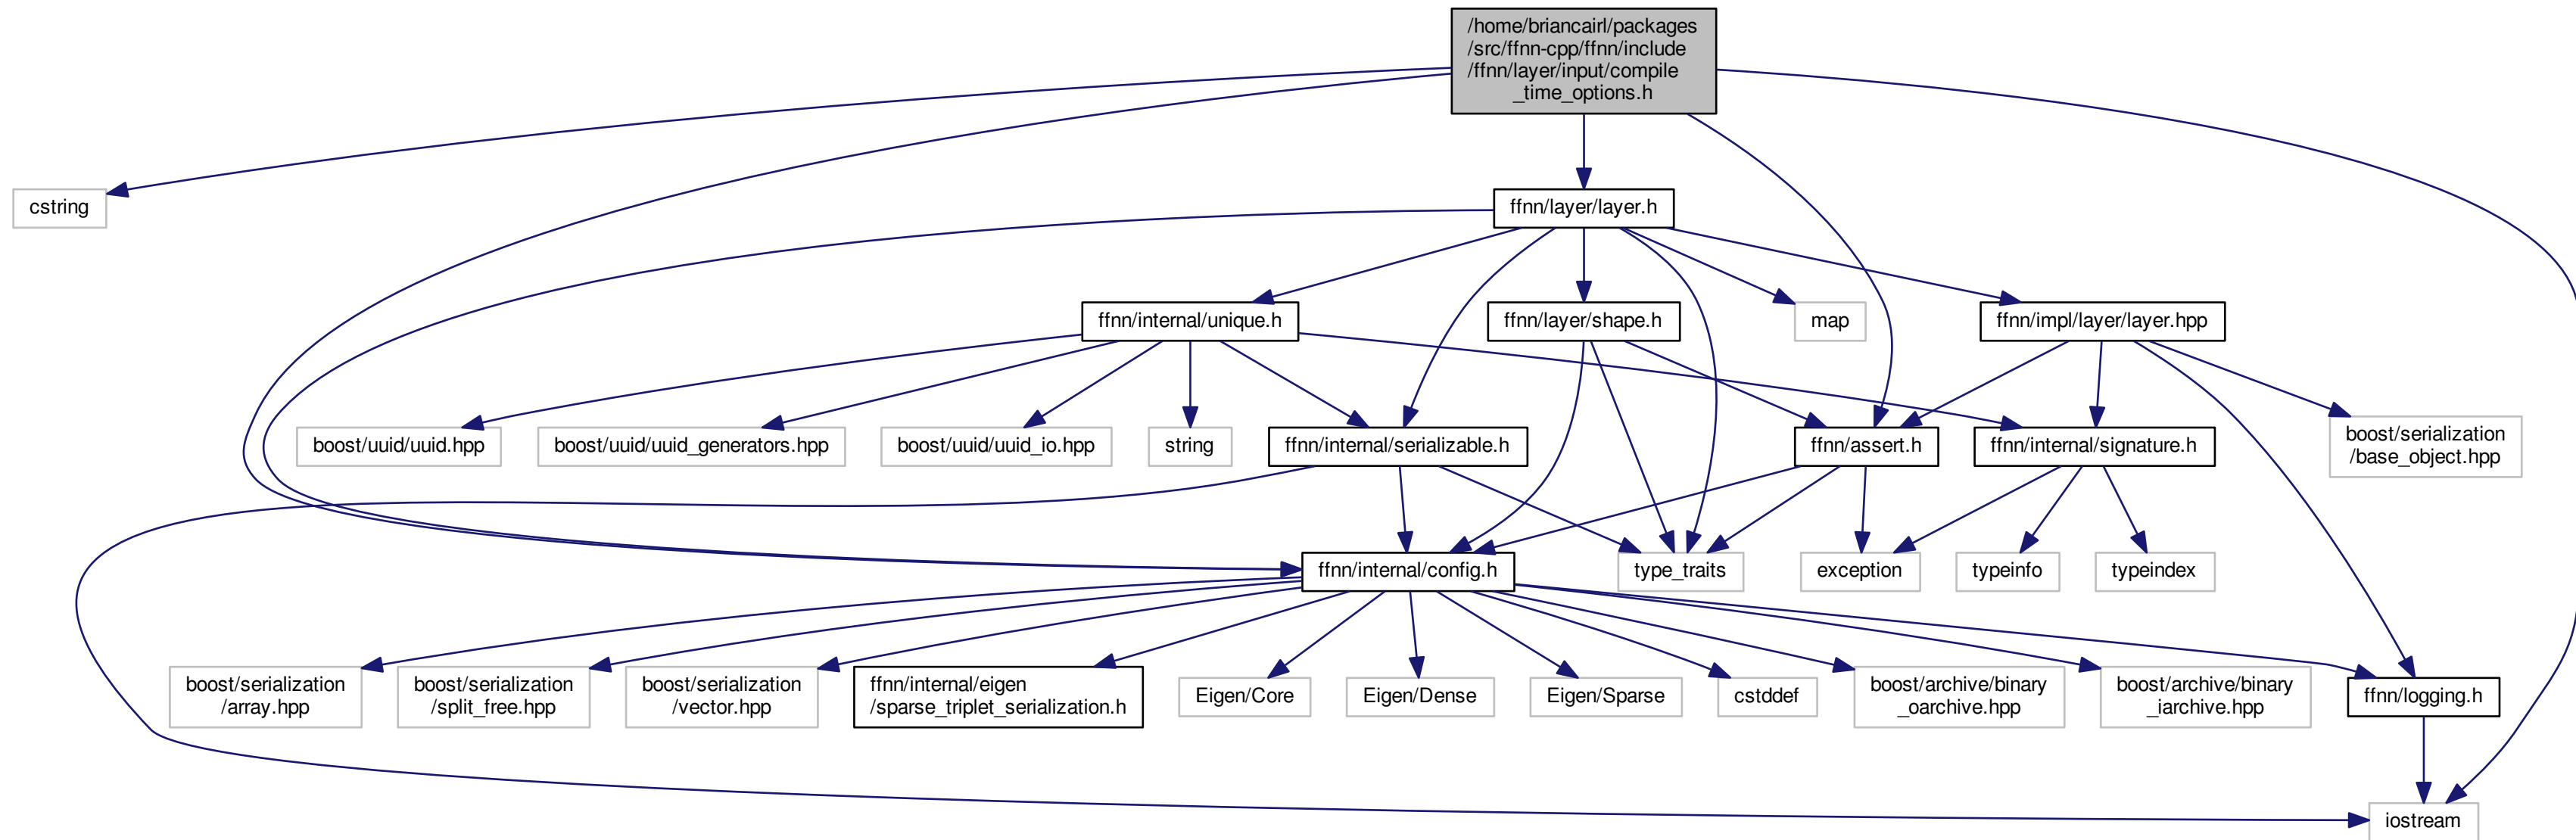 /home/briancairl/packages
/src/ffnn-cpp/ffnn/include
/ffnn/layer/input/compile
_time_options.h
cstring
ffnn/layer/layer.h
ffnn/internal/unique.h
ffnn/layer/shape.h
map
ffnn/impl/layer/layer.hpp
boost/uuid/uuid.hpp
boost/uuid/uuid_generators.hpp
boost/uuid/uuid_io.hpp
string
ffnn/internal/serializable.h
ffnn/assert.h
ffnn/internal/signature.h
boost/serialization
/base_object.hpp
ffnn/internal/config.h
type_traits
exception
typeinfo
typeindex
boost/serialization
/array.hpp
boost/serialization
/split_free.hpp
boost/serialization
/vector.hpp
ffnn/internal/eigen
/sparse_triplet_serialization.h
Eigen/Core
Eigen/Dense
Eigen/Sparse
cstddef
boost/archive/binary
_oarchive.hpp
boost/archive/binary
_iarchive.hpp
ffnn/logging.h
iostream